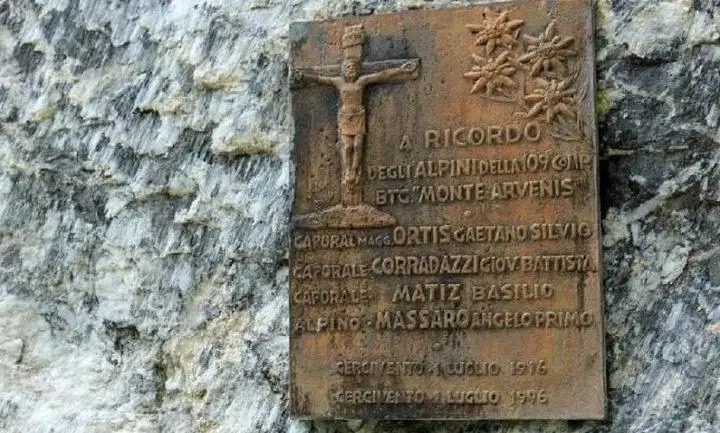 A RICORDO
DEGLI ALPINI DELLA 109ª COMP.
BTG. "MONTE ARVENIS"
CAPORAL MAGG. ORTIS GAETANO SILVIO
CAPORALE CORRADAZZI GIOV. BATTISTA
CAPORALE MATIZ BASILIO
ALPINO - MASSARO ANGELO PRIMO
CERCIVENTO 1 LUGLIO 1916
CERCIVENTO 1 LUGLIO 1996